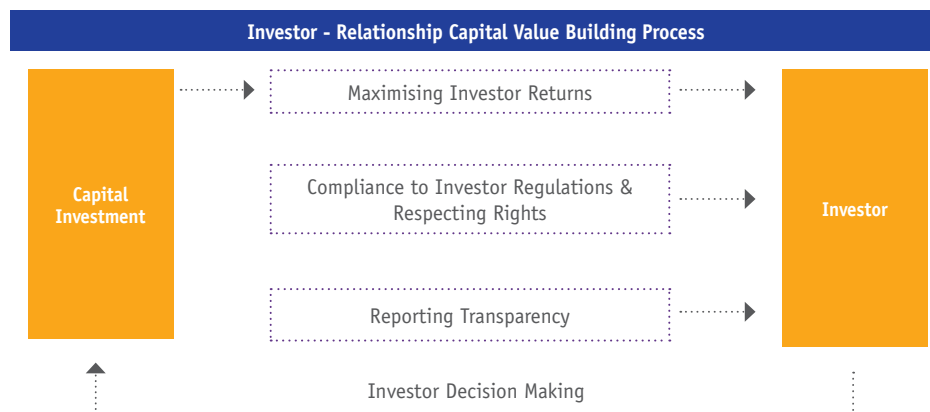 Investor - Relationship Capital Value Building Process
Capital
Investment
Maximising Investor Returns
Compliance to Investor Regulations &
Respecting Rights
Reporting Transparency
Investor
Investor Decision Making